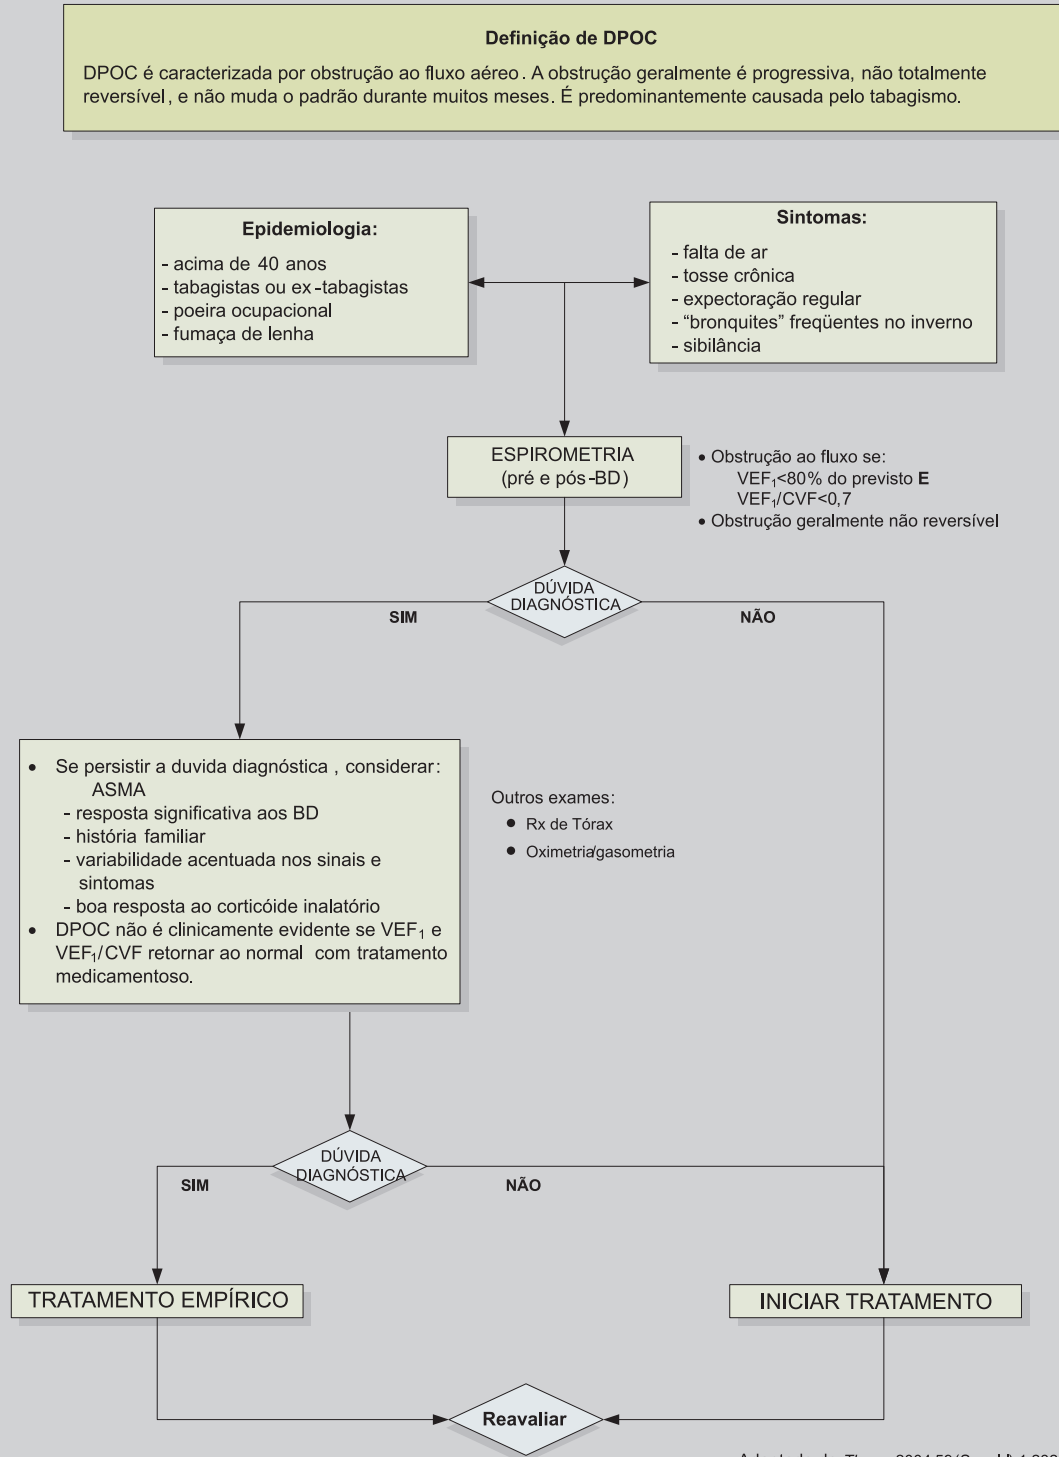 Definição de DPOC
DPOC é caracterizada por obstrução ao fluxo aéreo. A obstrução geralmente é progressiva, não totalmente
reversível, e não muda o padrão durante muitos meses. É predominantemente causada pelo tabagismo.
Epidemiologia:
- acima de 40 anos
- tabagistas ou ex-tabagistas
- poeira ocupacional
- fumaça de lenha
Sintomas:
- falta de ar
- tosse crônica
- expectoração regular
- “bronquites” freqüentes no inverno
- sibilância
ESPIROMETRIA
(pré e pós-BD)
• Obstrução ao fluxo se:
VEF₁<80% do previsto E
VEF₁/CVF<0,7
• Obstrução geralmente não reversível
DÚVIDA
DIAGNÓSTICA
SIM
NÃO
• Se persistir a duvida diagnóstica, considerar:
ASMA
- resposta significativa aos BD
- história familiar
- variabilidade acentuada nos sinais e
sintomas
- boa resposta ao corticóide inalatório
• DPOC não é clinicamente evidente se VEF₁ e
VEF₁/CVF retornar ao normal com tratamento
medicamentoso.
Outros exames:
• Rx de Tórax
• Oximetria/gasometria
DÚVIDA
DIAGNÓSTICA
SIM
NÃO
TRATAMENTO EMPÍRICO
INICIAR TRATAMENTO
Reavaliar